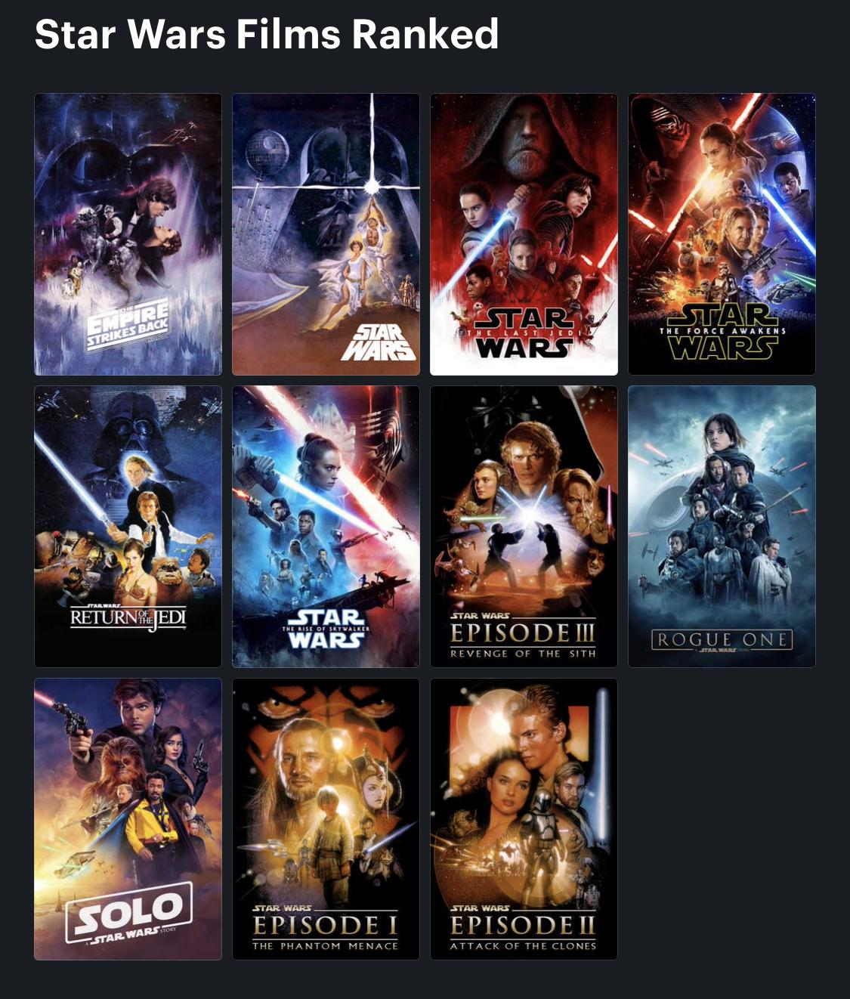 Star Wars Films Ranked
THE
EMPIRE
STRIKES BACK
STAR
WARS
STAR
THE LAST JEDI
WARS
STAR
THE FORCE AWAKENS
WARS
STAR WARS
RETURN OF THE JEDI
STAR
THE RISE OF SKYWALKER
WARS
STAR WARS
EPISODE III
REVENGE OF THE SITH
ROGUE ONE
A STAR WARS STORY
SOLO
A STAR WARS STORY
STAR WARS
EPISODE I
THE PHANTOM MENACE
STAR WARS
EPISODE II
ATTACK OF THE CLONES